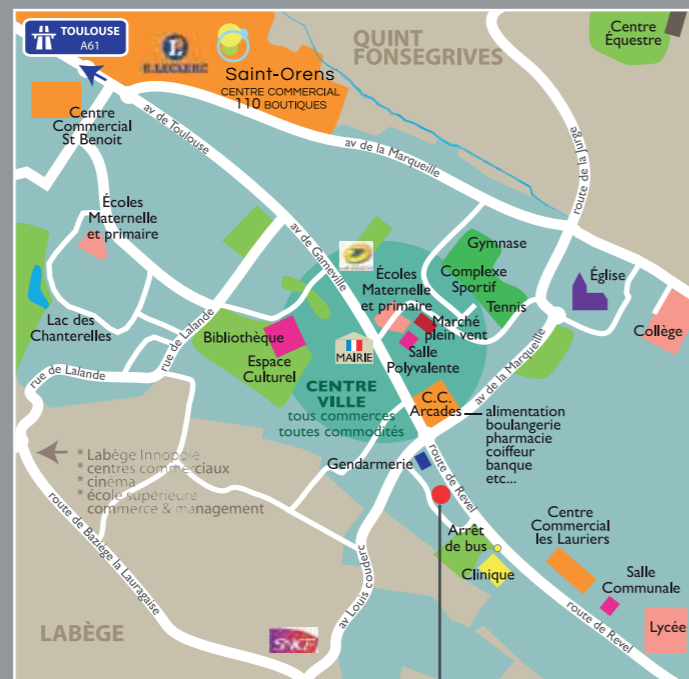 TOULOUSE
A61
E.LECLERC
Saint-Orens
CENTRE COMMERCIAL
110 BOUTIQUES
QUINT
FONSEGRIVES
Centre
Équestre
Centre
Commercial
St Benoit
av de Toulouse
av de la Marqueille
route de la Jurge
Écoles
Maternelle
et primaire
av de Gameville
Gymnase
Écoles
Maternelle
et primaire
Complexe
Sportif
Tennis
Église
Collège
Lac des
Chanterelles
rue de Lalande
Bibliothèque
Espace
Culturel
MAIRIE
Marché
plein vent
Salle
Polyvalente
av de la Marqueille
rue de Lalande
CENTRE
VILLE
tous commerces
toutes commodités
C.C.
Arcades
alimentation
boulangerie
pharmacie
coiffeur
banque
etc...
* Labège Innopole
* centres commerciaux
* cinéma
* école supérieure
commerce & management
Gendarmerie
route de Revel
route de Baziège la Lauragaise
Arrêt
de bus
Clinique
Centre
Commercial
les Lauriers
Salle
Communale
av Louis couderc
route de Revel
Lycée
LABÈGE
SNCF